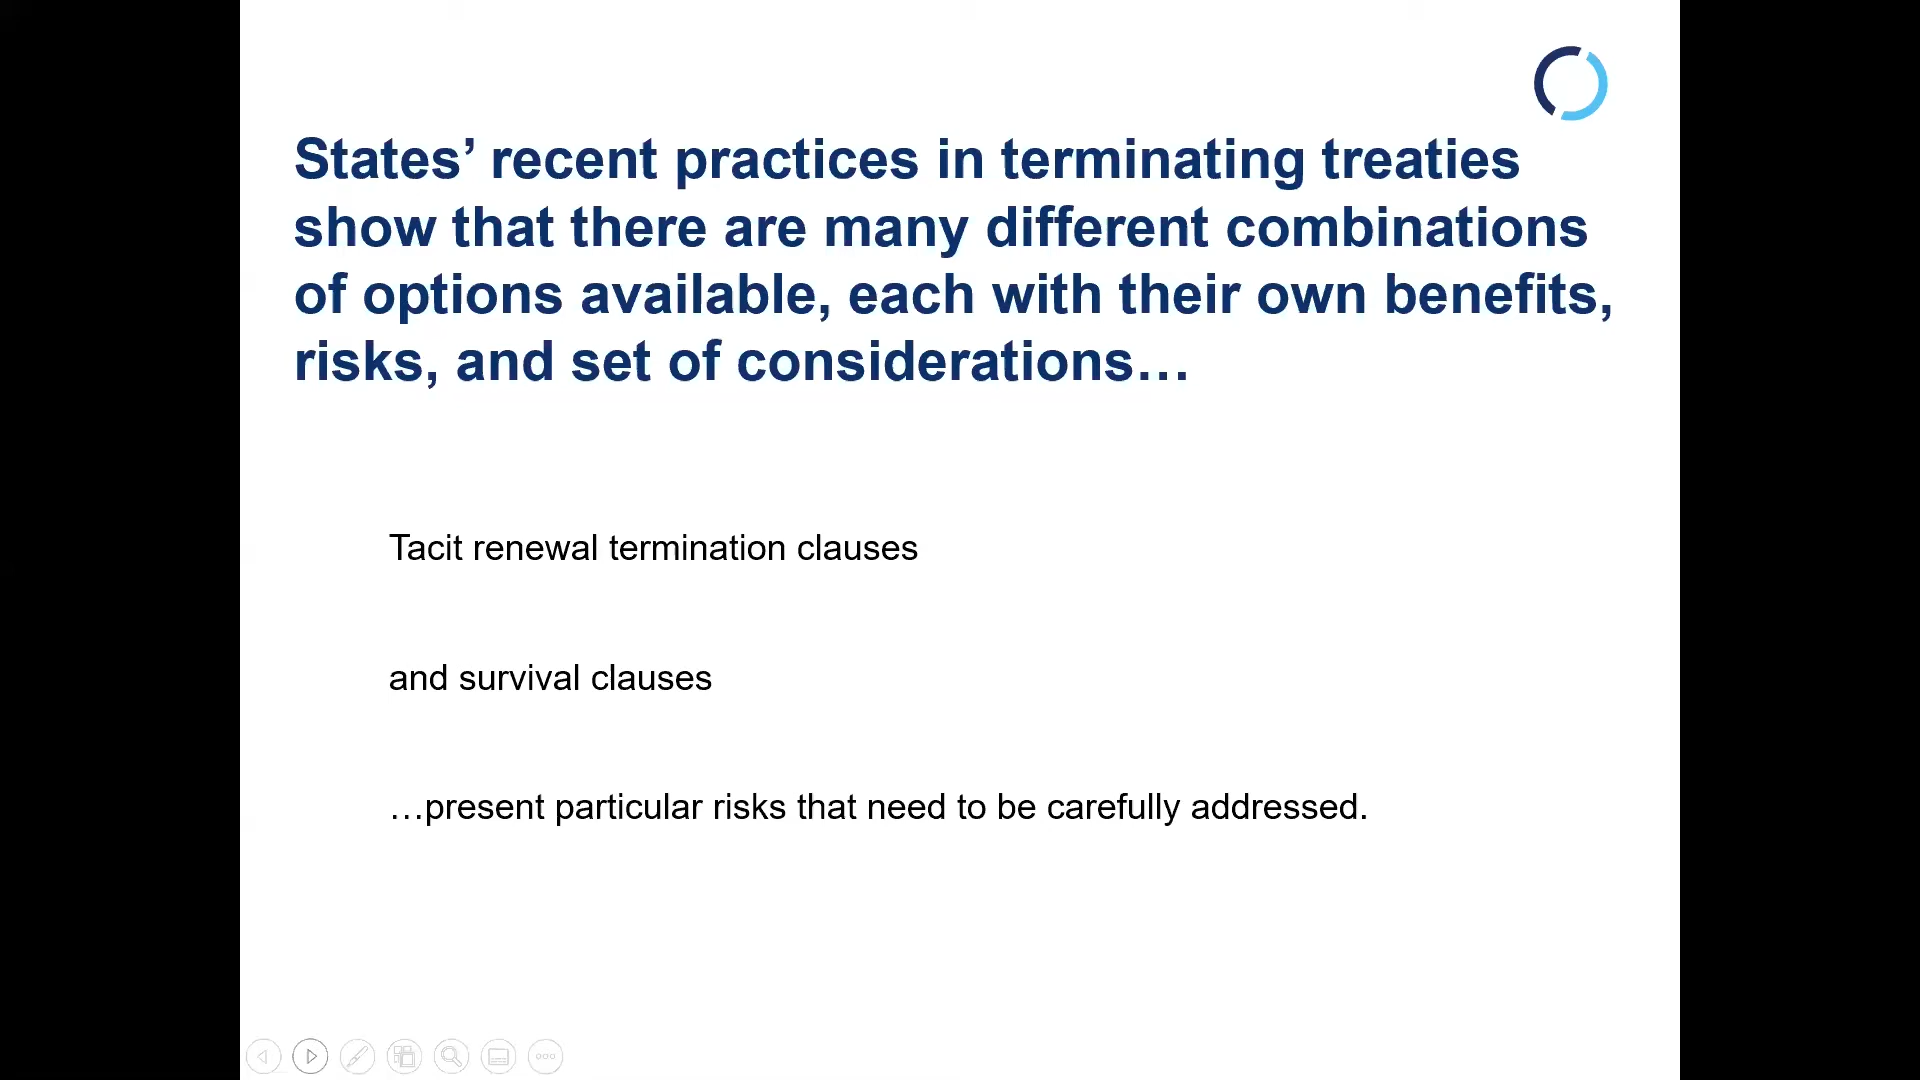 States’ recent practices in terminating treaties
show that there are many different combinations
of options available, each with their own benefits,
risks, and set of considerations…
Tacit renewal termination clauses
and survival clauses
…present particular risks that need to be carefully addressed.